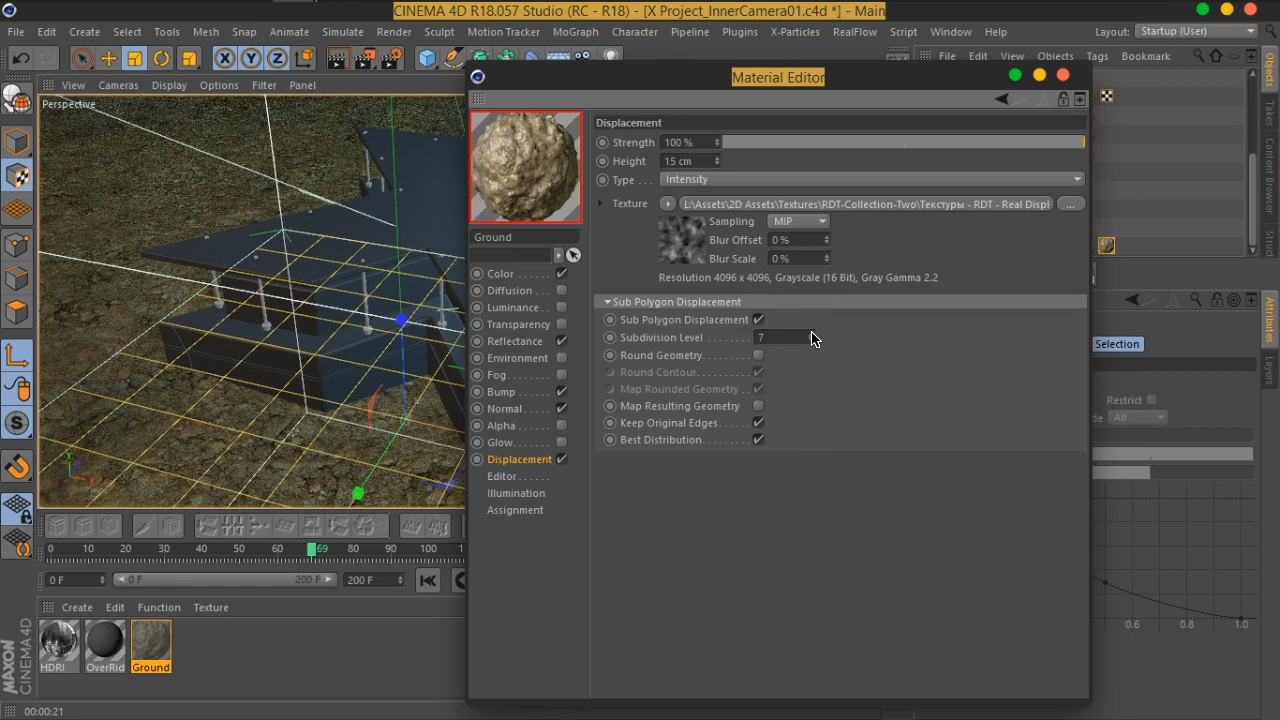 CINEMA 4D R18.057 Studio (RC - R18) - [X Project_InnerCamera01.c4d *] - Main
File Edit Create Select Tools Mesh Snap Animate Simulate Render Sculpt Motion Tracker MoGraph Character Pipeline Plugins X-Particles RealFlow Script Window Help Layout: Startup (User)
File Edit View Objects Tags Bookmark
View Cameras Display Options Filter Panel
Perspective
Material Editor
Displacement
Strength 100 %
Height 15 cm
Type . . . Intensity
Texture L:\Assets\2D Assets\Textures\RDT-Collection-Two\Текстуры - RDT - Real Displ ...
Sampling MIP
Blur Offset 0 %
Blur Scale 0 %
Resolution 4096 x 4096, Grayscale (16 Bit), Gray Gamma 2.2
Sub Polygon Displacement
Sub Polygon Displacement
Subdivision Level . . . . . . . . 7
Round Geometry. . . . . . . . .
Round Contour. . . . . . . . . .
Map Rounded Geometry . .
Map Resulting Geometry
Keep Original Edges. . . . . .
Best Distribution. . . . . . . . .
Ground
Color . . . . . .
Diffusion . . .
Luminance . .
Transparency
Reflectance
Environment
Fog. . . . . . . .
Bump . . . . . .
Normal . . . . .
Alpha . . . . . .
Glow. . . . . . .
Displacement
Editor . . . . . .
Illumination
Assignment
Selection
Restrict
All
0.6 0.8 1.0
Objects
Takes
Content Browser
Attributes
Layers
0 10 20 30 40 50 60 69 80 90 100
0 F 0 F 200 F 200 F
Create Edit Function Texture
HDRI OverRid Ground
MAXON
CINEMA 4D
00:00:21
X Y Z
Y
X
S